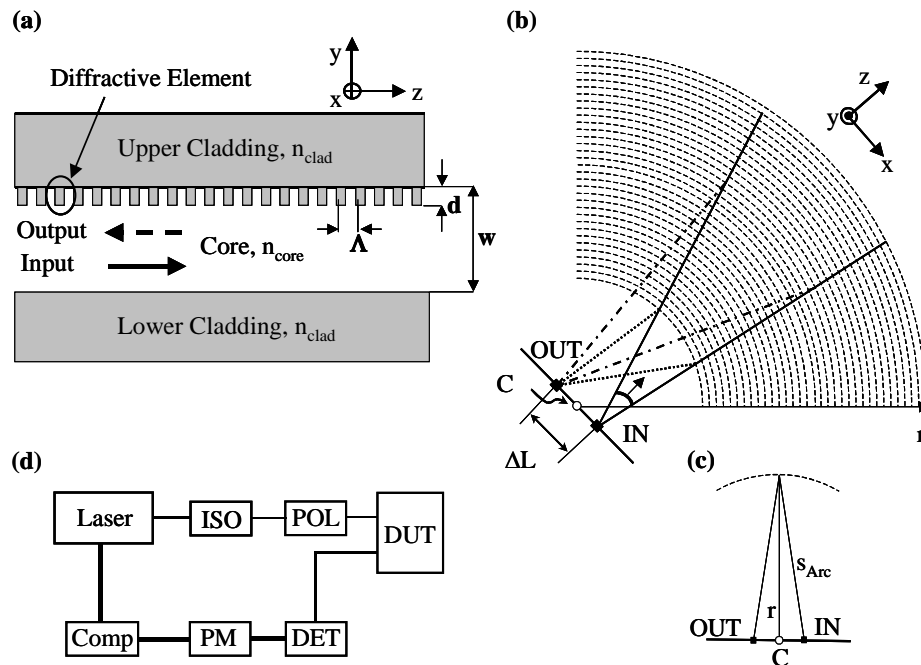 (a)
y
x
z
Diffractive Element
Upper Cladding, n_clad
d
Output
Input
Core, n_core
Λ
w
Lower Cladding, n_clad
(b)
z
y
x
OUT
C
IN
ΔL
r
(c)
s_Arc
r
OUT
IN
C
(d)
Laser
ISO
POL
DUT
Comp
PM
DET